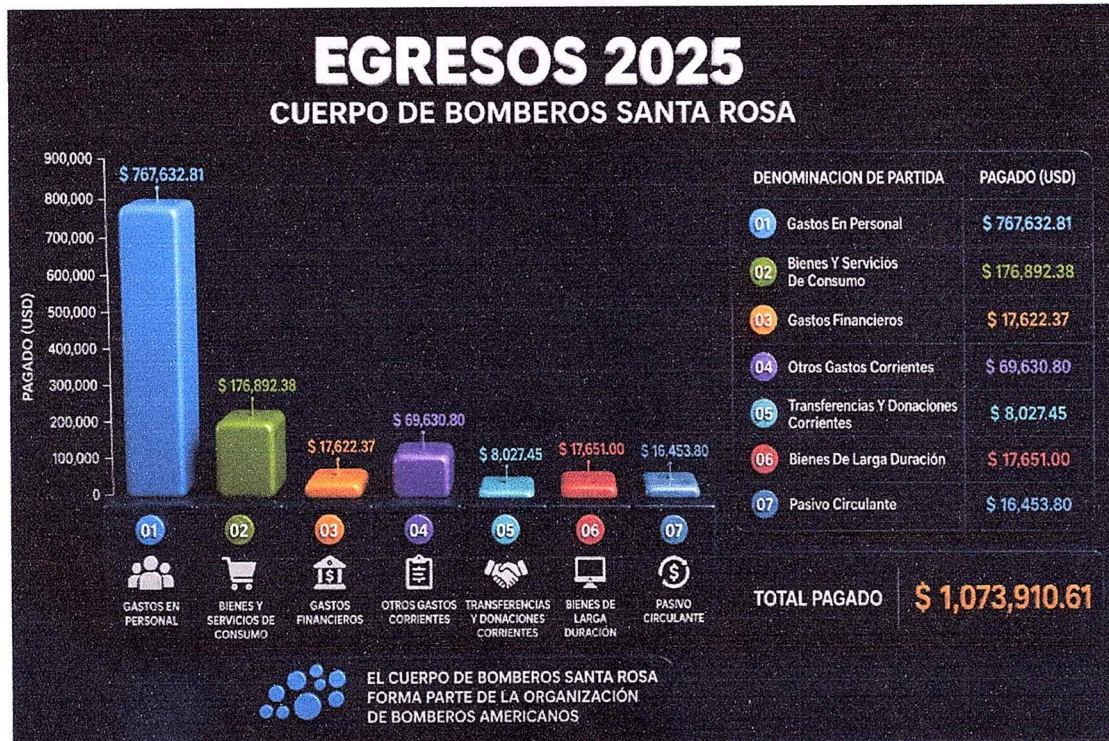 EGRESOS 2025
CUERPO DE BOMBEROS SANTA ROSA
PAGADO (USD)
900,000
800,000
700,000
600,000
500,000
400,000
300,000
200,000
100,000
0
$ 767,632.81
$ 176,892.38
$ 17,622.37
$ 69,630.80
$ 8,027.45
$ 17,651.00
$ 16,453.80
01
02
03
04
05
06
07
GASTOS EN
PERSONAL
BIENES Y
SERVICIOS DE
CONSUMO
GASTOS
FINANCIEROS
OTROS GASTOS
CORRIENTES
TRANSFERENCIAS
Y DONACIONES
CORRIENTES
BIENES DE
LARGA
DURACIÓN
PASIVO
CIRCULANTE
DENOMINACION DE PARTIDA PAGADO (USD)
01 Gastos En Personal $ 767,632.81
02 Bienes Y Servicios
De Consumo $ 176,892.38
03 Gastos Financieros $ 17,622.37
04 Otros Gastos Corrientes $ 69,630.80
05 Transferencias Y Donaciones
Corrientes $ 8,027.45
06 Bienes De Larga Duración $ 17,651.00
07 Pasivo Circulante $ 16,453.80
TOTAL PAGADO $ 1,073,910.61
EL CUERPO DE BOMBEROS SANTA ROSA
FORMA PARTE DE LA ORGANIZACIÓN
DE BOMBEROS AMERICANOS